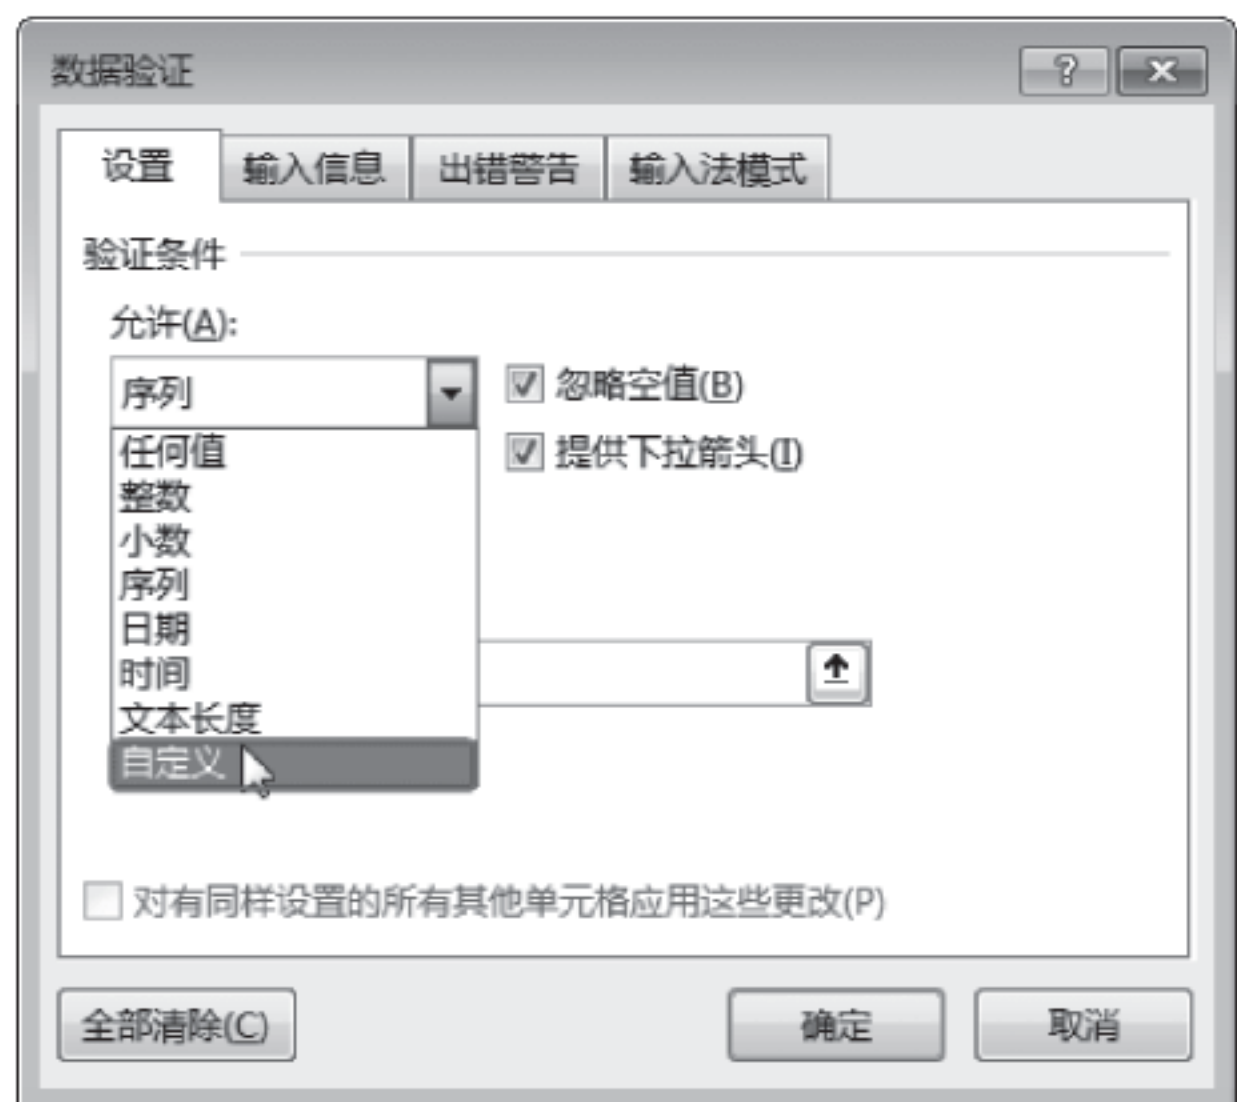 数据验证
设置 输入信息 出错警告 输入法模式
验证条件
允许(A):
序列 忽略空值(B)
任何值 提供下拉箭头(I)
整数
小数
序列
日期
时间
文本长度
自定义
对有同样设置的所有其他单元格应用这些更改(P)
全部清除(C) 确定 取消